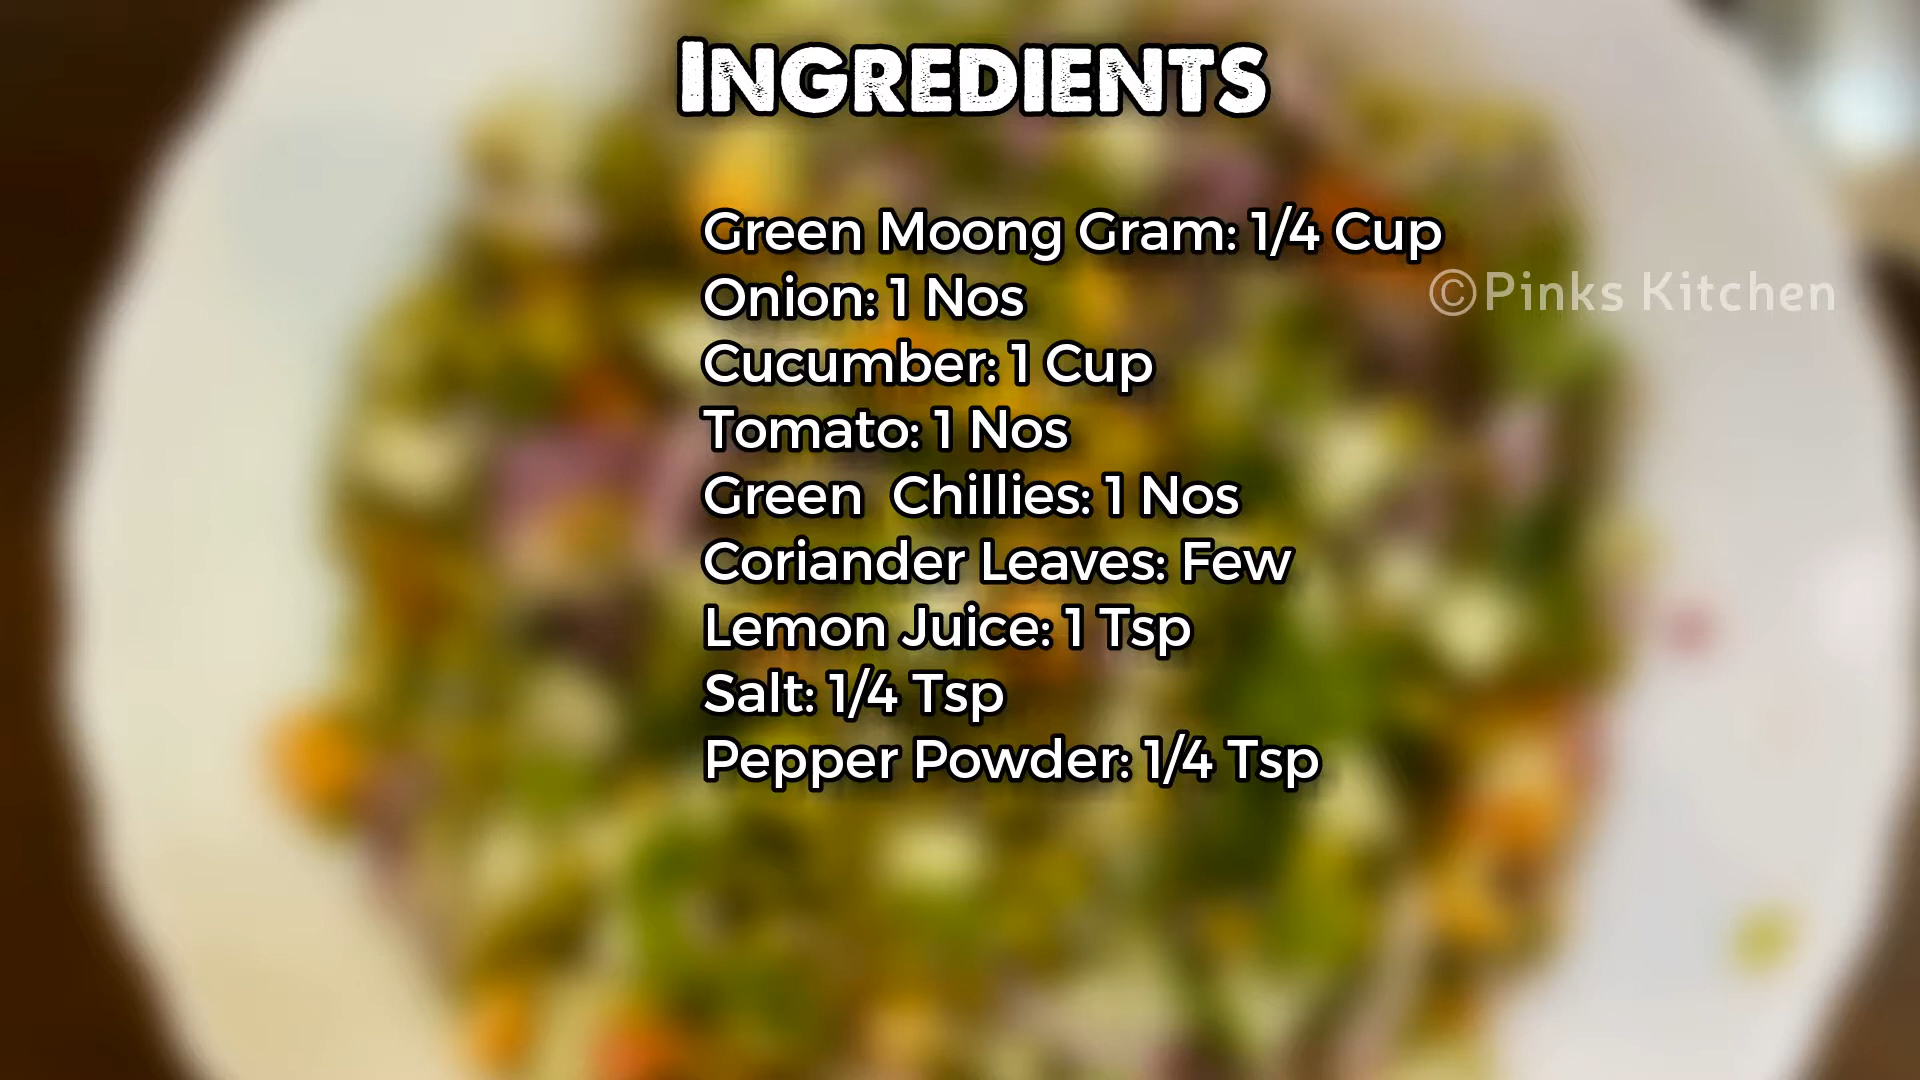 INGREDIENTS
Green Moong Gram: 1/4 Cup
©Pinks Kitchen
Onion: 1 Nos
Cucumber: 1 Cup
Tomato: 1 Nos
Green  Chillies: 1 Nos
Coriander Leaves: Few
Lemon Juice: 1 Tsp
Salt: 1/4 Tsp
Pepper Powder: 1/4 Tsp